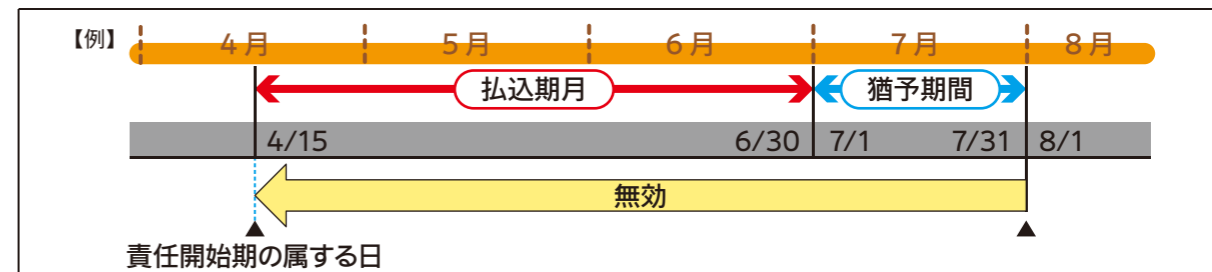 【例】
4月 5月 6月 7月 8月
払込期月 猶予期間
4/15 6/30 7/1 7/31 8/1
無効
責任開始期の属する日